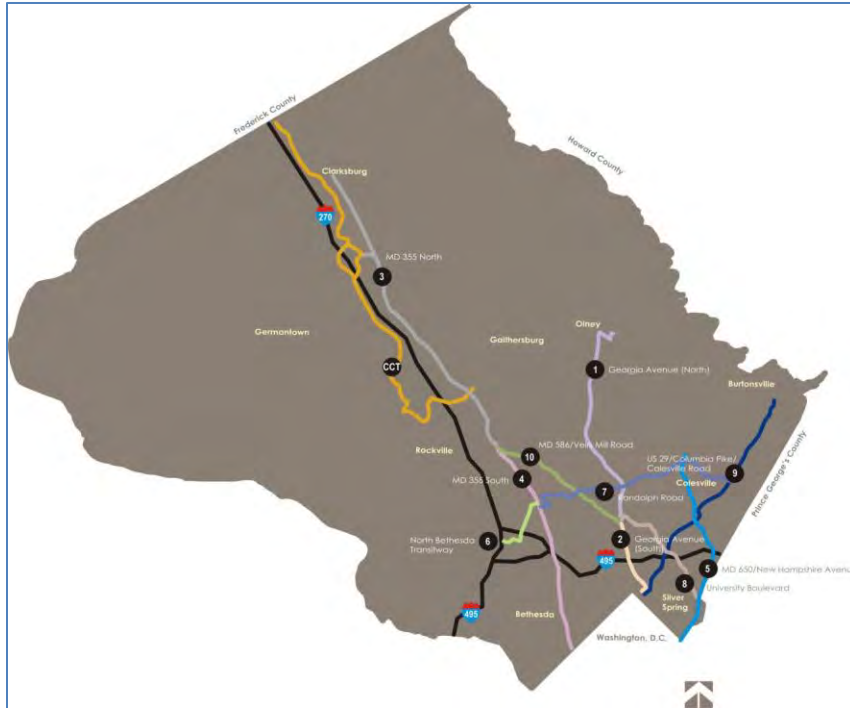 Frederick County
Howard County
Clarksburg
270
MD 355 North
3
Germantown
Gaithersburg
Olney
1
Georgia Avenue (North)
CCT
Burtonsville
Rockville
MD 586/Veirs Mill Road
10
US 29/Columbia Pike/
Colesville Road
9
MD 355 South
4
7
Randolph Road
Colesville
Prince George's County
North Bethesda
Transitway
6
2
Georgia Avenue
(South)
495
5
MD 650/New Hampshire Avenu
8
University Boulevard
Silver
Spring
495
Bethesda
Washington, D.C.